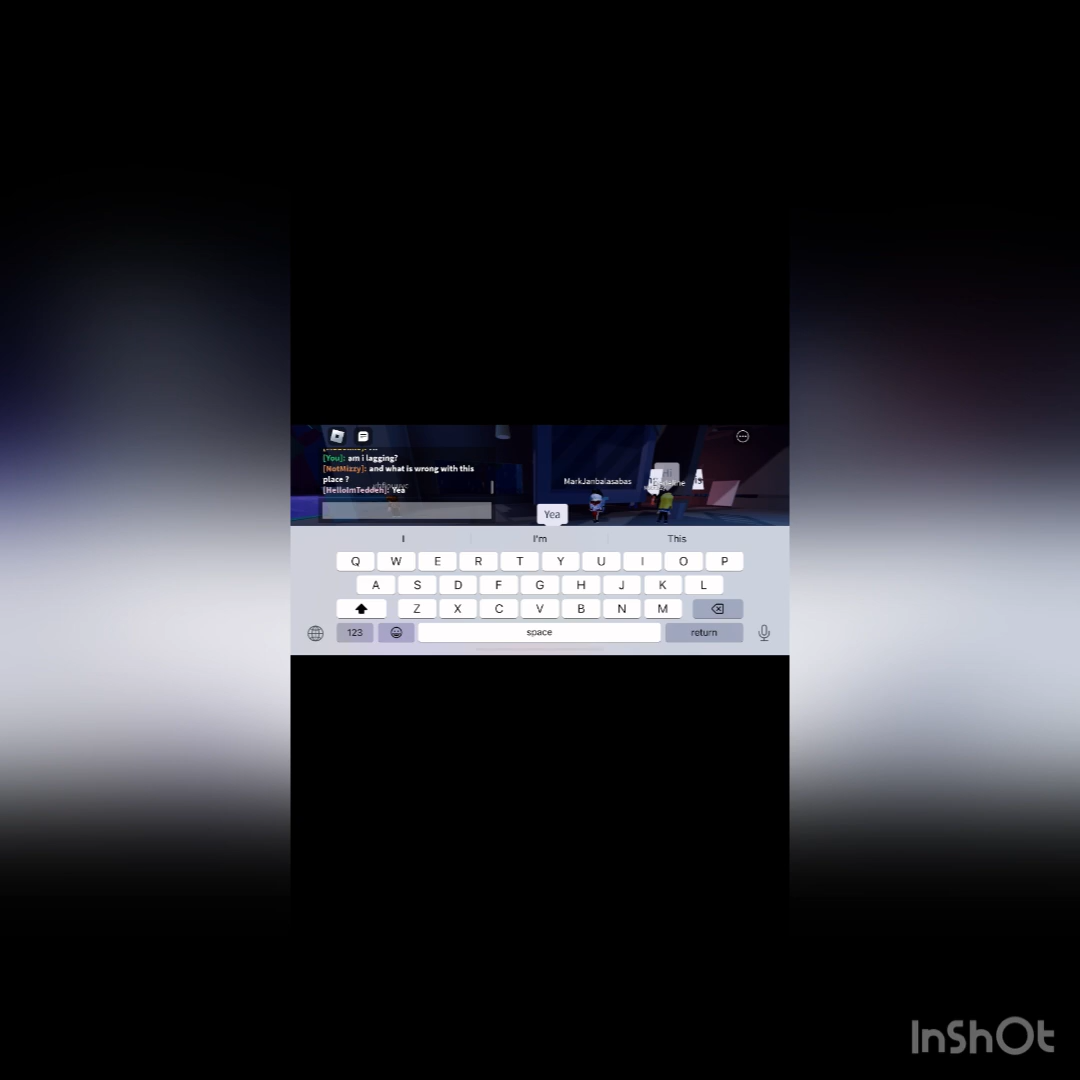 [You]: am i lagging?
[NotMizzy]: and what is wrong with this
place ?
[HelloImTeddeh]: Yea
MarkJanbalasabas
Hi
Yea
I I'm This
Q W E R T Y U I O P
A S D F G H J K L
Z X C V B N M
123 space return
InShOt